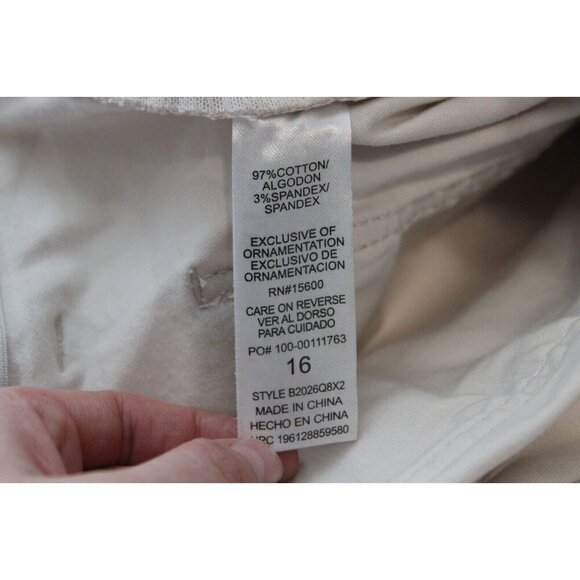 97%COTTON/
ALGODON
3%SPANDEX/
SPANDEX
EXCLUSIVE OF
ORNAMENTATION
EXCLUSIVO DE
ORNAMENTACION
RN#15600
CARE ON REVERSE
VER AL DORSO
PARA CUIDADO
PO# 100-00111763
16
STYLE B2026Q8X2
MADE IN CHINA
HECHO EN CHINA
UPC 196128859580